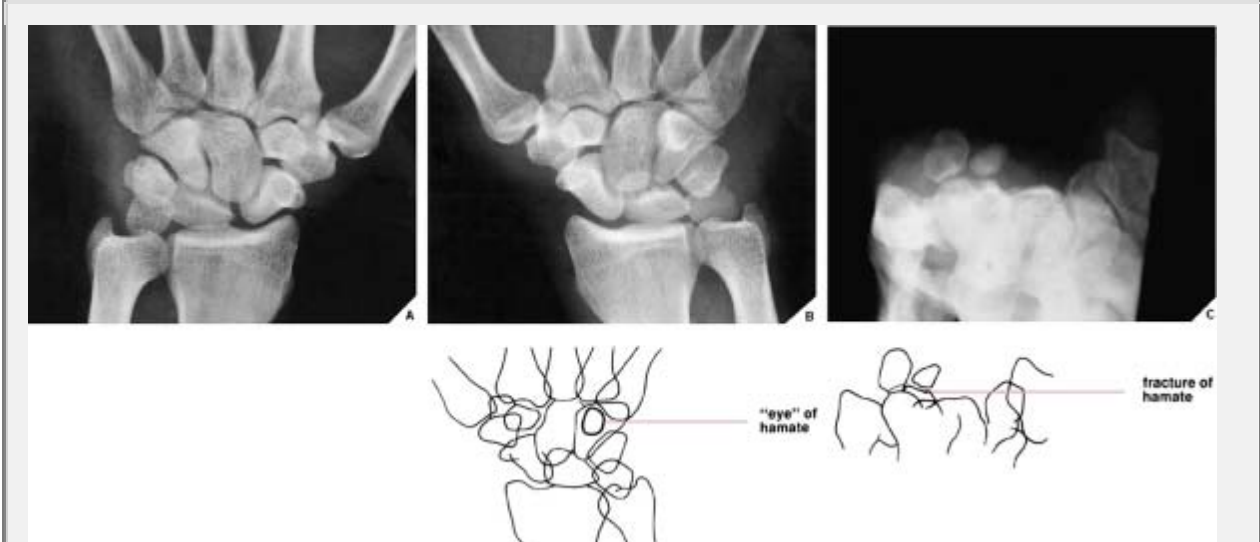 A
B
C
"eye" of
hamate
fracture of
hamate